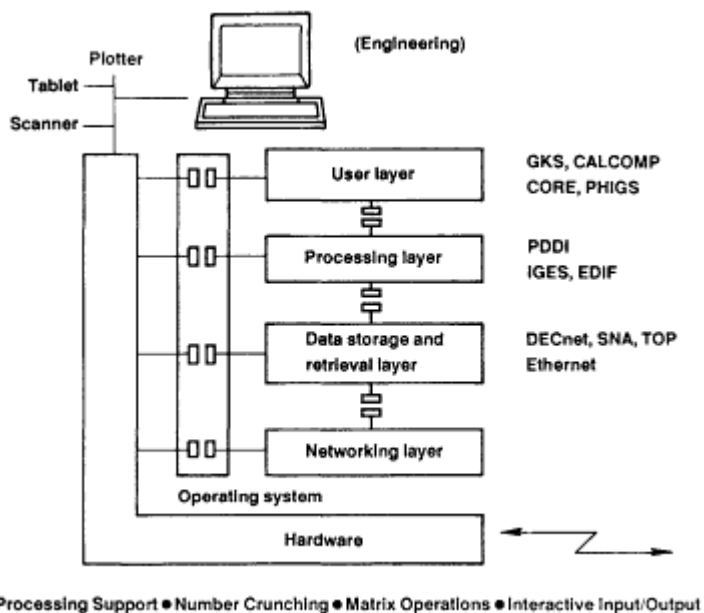 (Engineering)
Plotter
Tablet
Scanner
User layer
GKS, CALCOMP
CORE, PHIGS
Processing layer
PDDI
IGES, EDIF
Data storage and
retrieval layer
DECnet, SNA, TOP
Ethernet
Networking layer
Operating system
Hardware
Processing Support ● Number Crunching ● Matrix Operations ● Interactive Input/Output